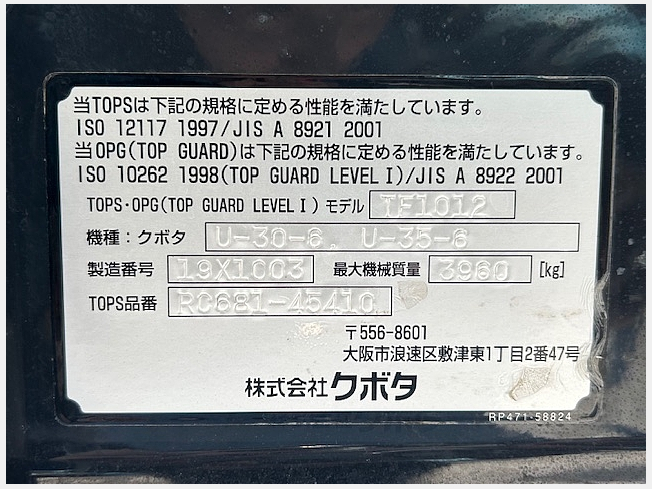 当TOPSは下記の規格に定める性能を満たしています。
ISO 12117 1997/JIS A 8921 2001
当OPG(TOP GUARD)は下記の規格に定める性能を満たしています。
ISO 10262 1998(TOP GUARD LEVEL I)/JIS A 8922 2001
TOPS・OPG(TOP GUARD LEVEL I) モデル TF1012
機種：クボタ U-30-6, U-35-6
製造番号 19X1003 最大機械質量 3960 [kg]
TOPS品番 RC681-45410
〒556-8601
大阪市浪速区敷津東1丁目2番47号
株式会社クボタ
RP471-58824